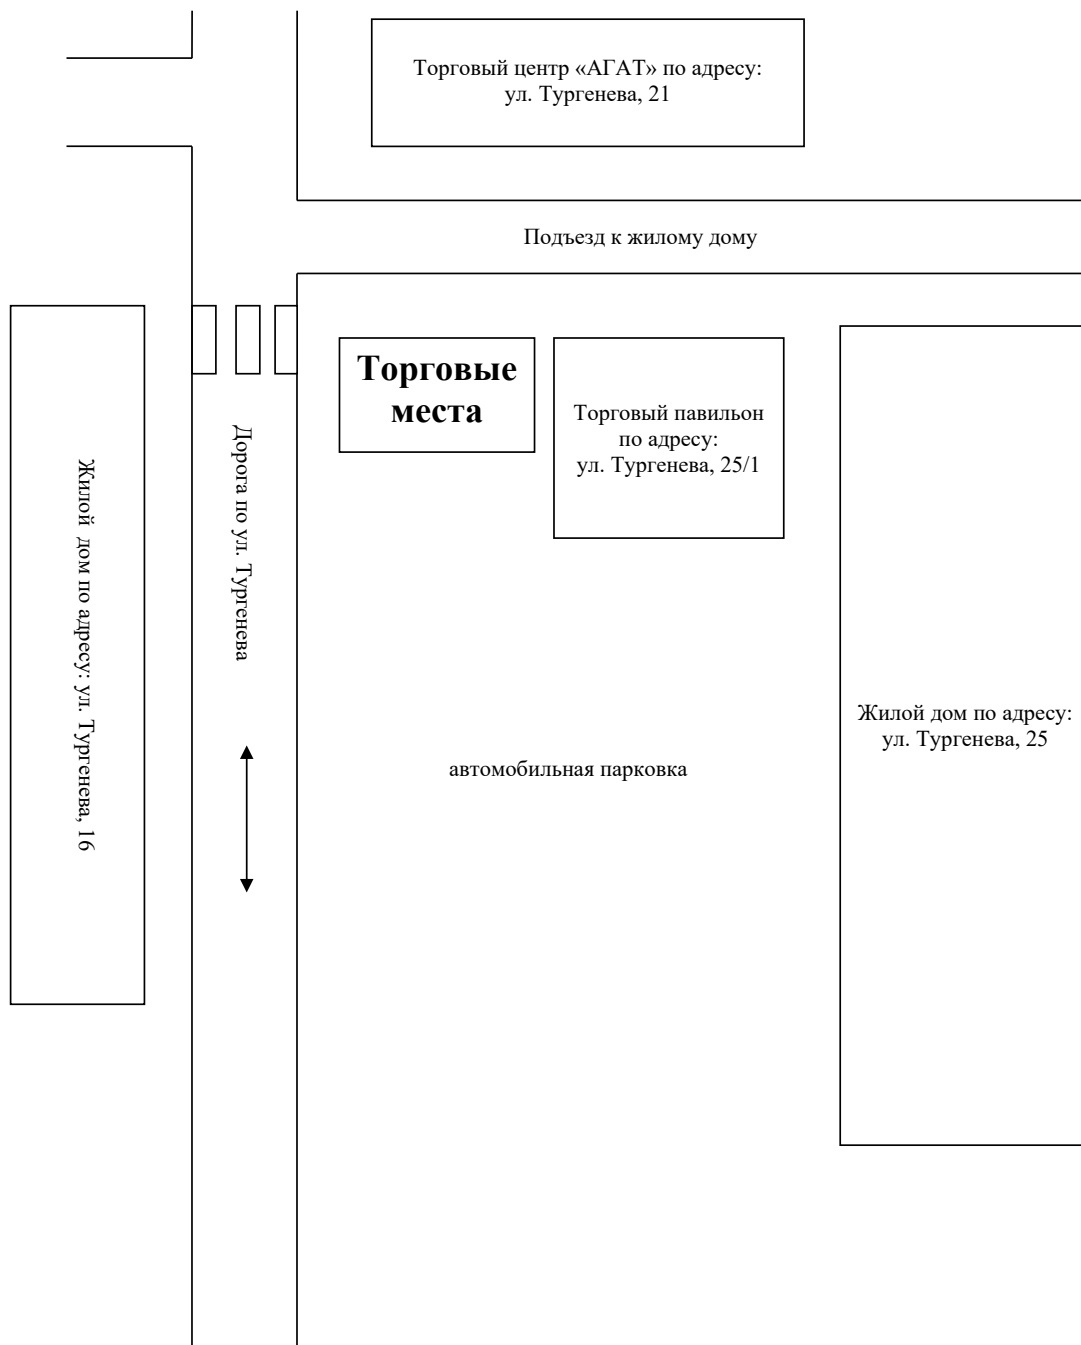 Торговый центр «АГАТ» по адресу:
ул. Тургенева, 21
Подъезд к жилому дому
Торговые
места
Торговый павильон
по адресу:
ул. Тургенева, 25/1
Дорога по ул. Тургенева
Жилой дом по адресу: ул. Тургенева, 16
Жилой дом по адресу:
ул. Тургенева, 25
автомобильная парковка